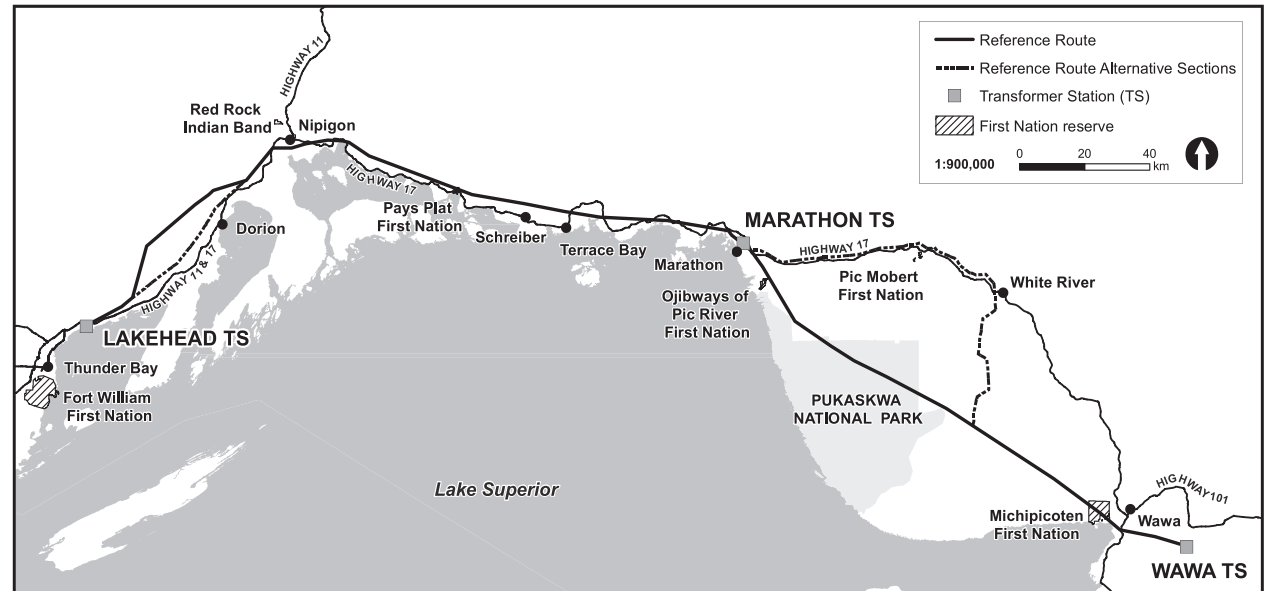 HIGHWAY 11
Red Rock
Indian Band
Nipigon
Reference Route
Reference Route Alternative Sections
Transformer Station (TS)
First Nation reserve
1:900,000
0 20 40
km
HIGHWAY 17
Pays Plat
First Nation
Schreiber
Terrace Bay
Dorion
HIGHWAY 11 & 17
LAKEHEAD TS
Thunder Bay
Fort William
First Nation
MARATHON TS
Marathon
HIGHWAY 17
Ojibways of
Pic River
First Nation
Pic Mobert
First Nation
White River
PUKASKWA
NATIONAL PARK
Lake Superior
HIGHWAY101
Michipicoten
First Nation
Wawa
WAWA TS